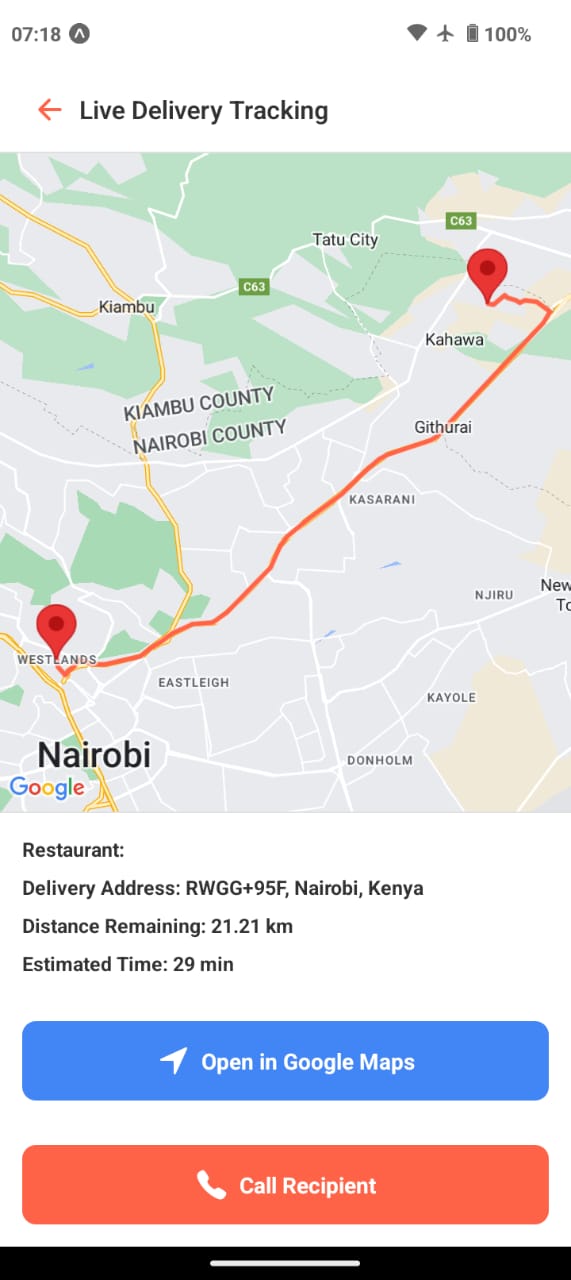 07:18
100%
Live Delivery Tracking
C63
Tatu City
C63
Kiambu
Kahawa
KIAMBU COUNTY
NAIROBI COUNTY
Githurai
KASARANI
NJIRU
New
To
WESTLANDS
EASTLEIGH
KAYOLE
Nairobi
DONHOLM
Google
Restaurant:
Delivery Address: RWGG+95F, Nairobi, Kenya
Distance Remaining: 21.21 km
Estimated Time: 29 min
Open in Google Maps
Call Recipient